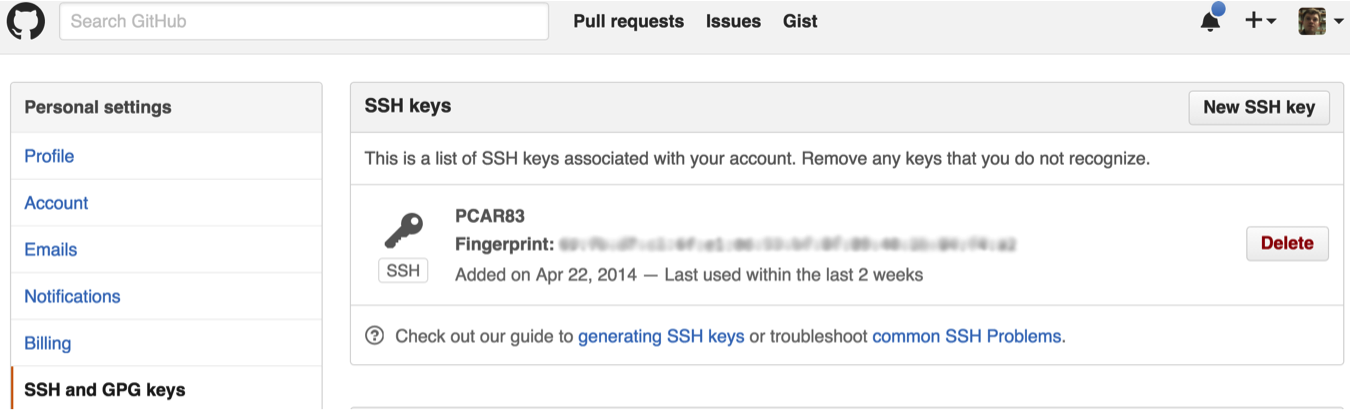 Search GitHub
Pull requests
Issues
Gist
Personal settings
Profile
Account
Emails
Notifications
Billing
SSH and GPG keys
SSH keys
New SSH key
This is a list of SSH keys associated with your account. Remove any keys that you do not recognize.
SSH
PCAR83
Fingerprint:
Added on Apr 22, 2014 — Last used within the last 2 weeks
Delete
Check out our guide to generating SSH keys or troubleshoot common SSH Problems.